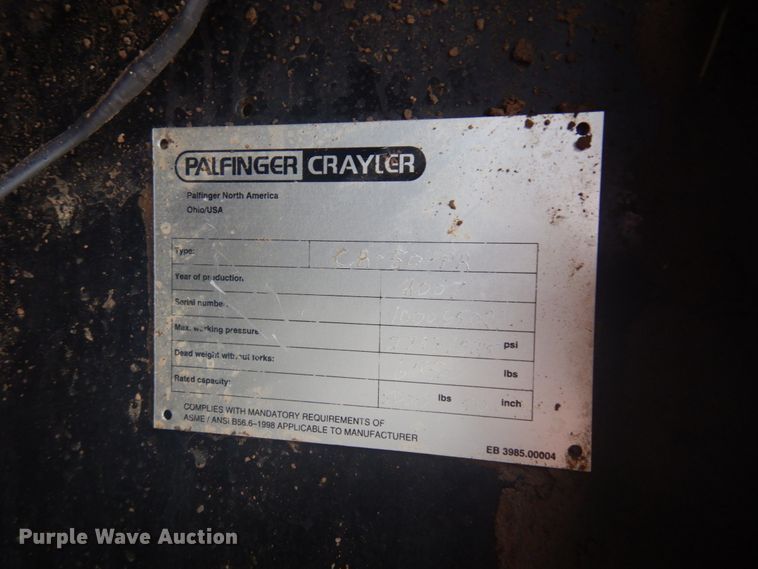 PALFINGER CRAYLER
Palfinger North America
Ohio/USA
Type:
Year of production
Serial number
Max. working pressure
psi
Dead weight without forks:
lbs
Rated capacity:
lbs inch
COMPLIES WITH MANDATORY REQUIREMENTS OF
ASME / ANSI B56.6-1998 APPLICABLE TO MANUFACTURER
EB 3985.00004
Purple Wave Auction